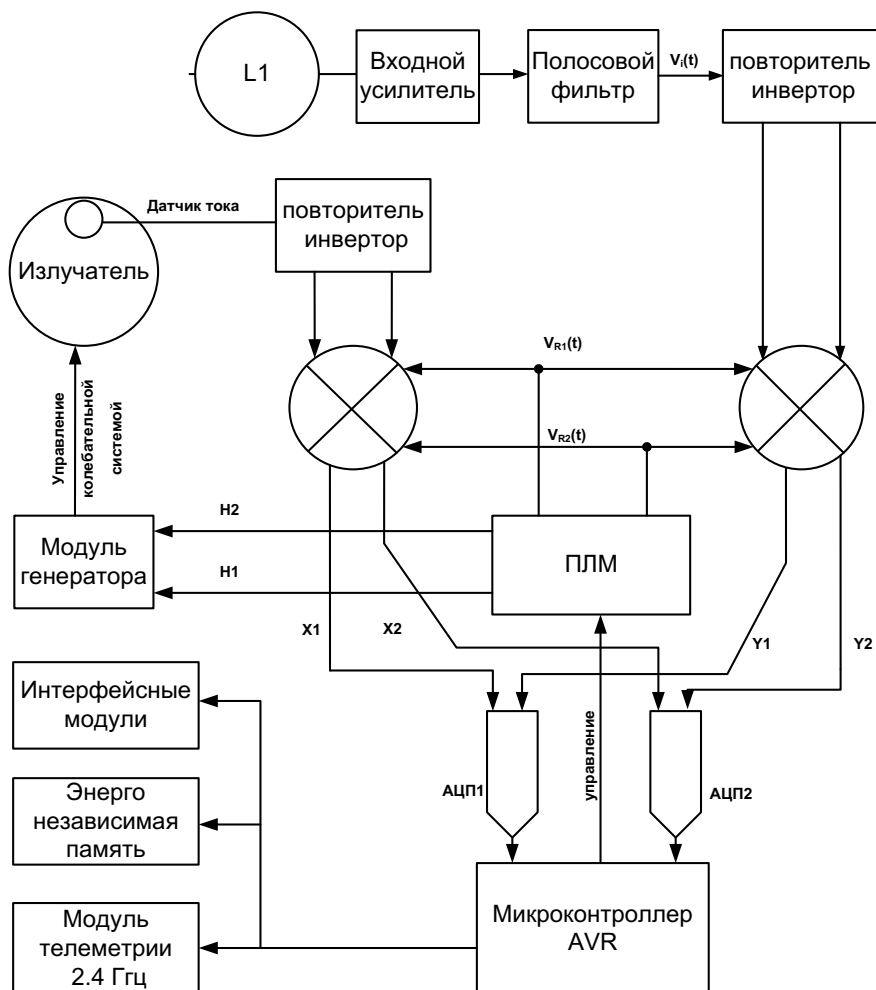 L1
Входной
усилитель
Полосовой
фильтр
Vi(t)
повторитель
инвертор
Датчик тока
повторитель
инвертор
Излучатель
VR1(t)
VR2(t)
Управление
колебательной
системой
H2
H1
Модуль
генератора
ПЛМ
X1
X2
Y1
Y2
Интерфейсные
модули
управление
АЦП1
АЦП2
Энерго
независимая
память
Микроконтроллер
AVR
Модуль
телеметрии
2.4 Ггц